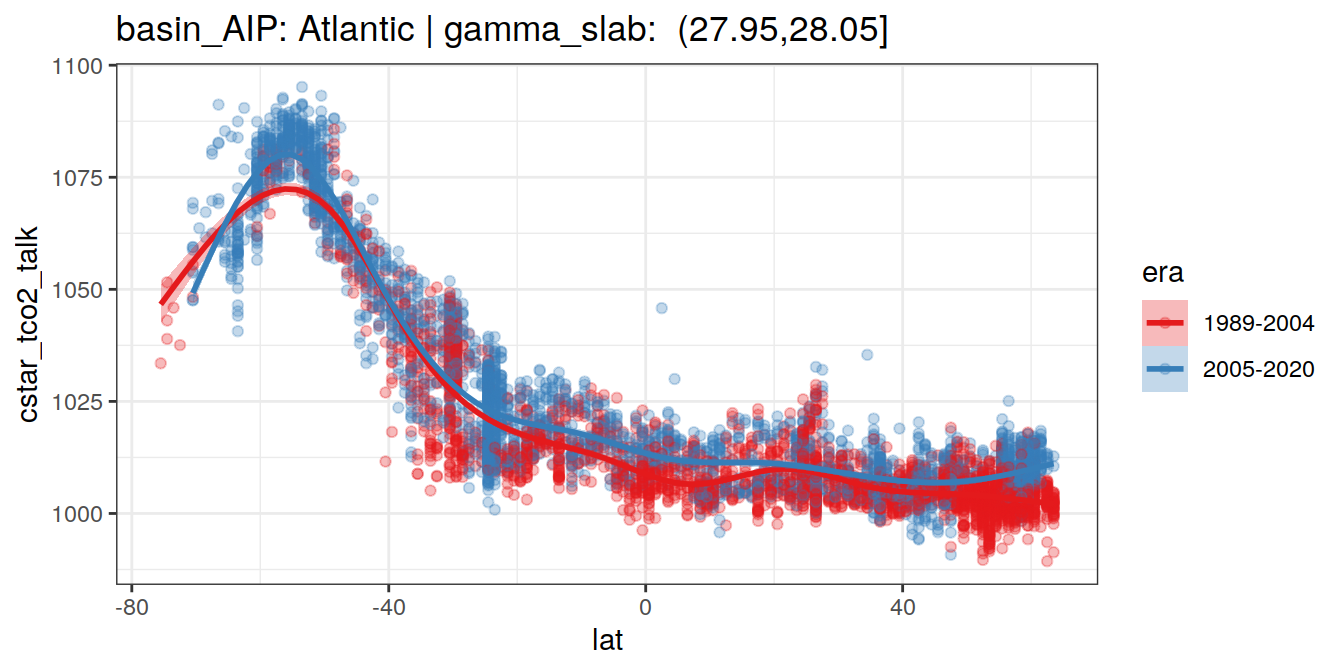 basin_AIP: Atlantic | gamma_slab:  (27.95,28.05]
cstar_tco2_talk
1100
1075
1050
1025
1000
-80
-40
0
40
lat
era
1989-2004
2005-2020